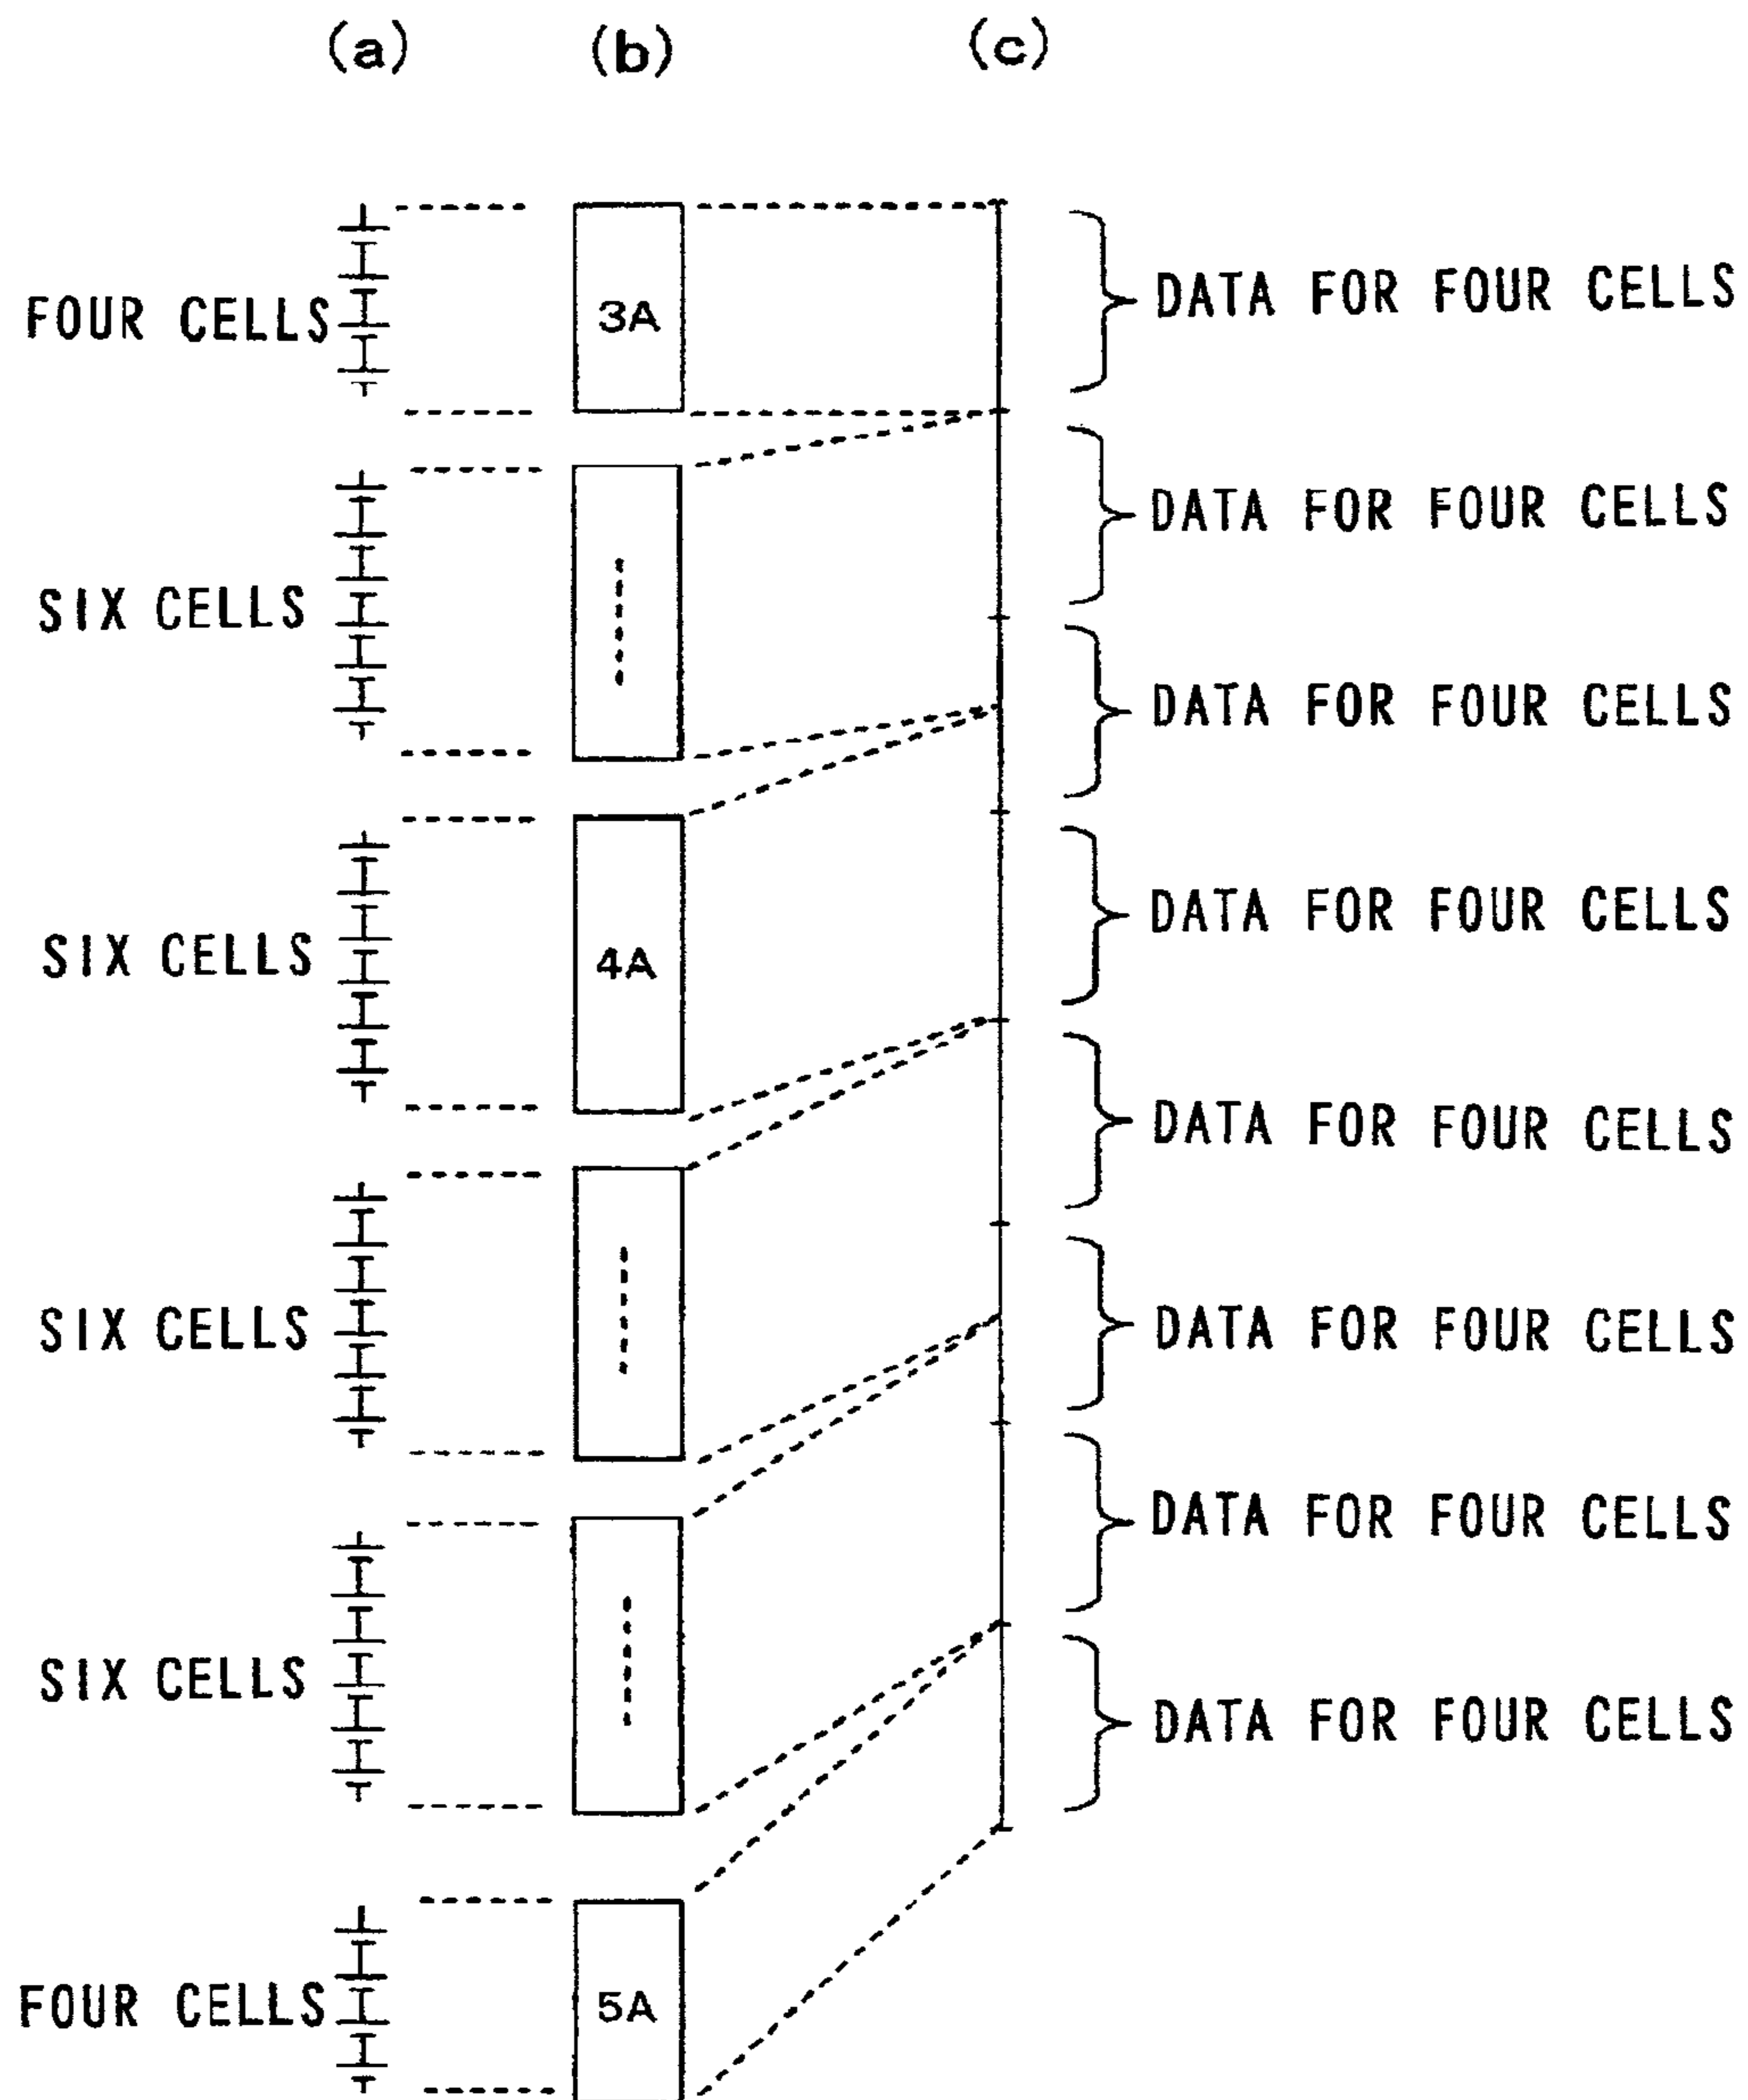 (a) (b) (c)
FOUR CELLS 3A DATA FOR FOUR CELLS
DATA FOR FOUR CELLS
SIX CELLS
DATA FOR FOUR CELLS
SIX CELLS 4A DATA FOR FOUR CELLS
DATA FOR FOUR CELLS
SIX CELLS DATA FOR FOUR CELLS
DATA FOR FOUR CELLS
SIX CELLS
DATA FOR FOUR CELLS
FOUR CELLS 5A